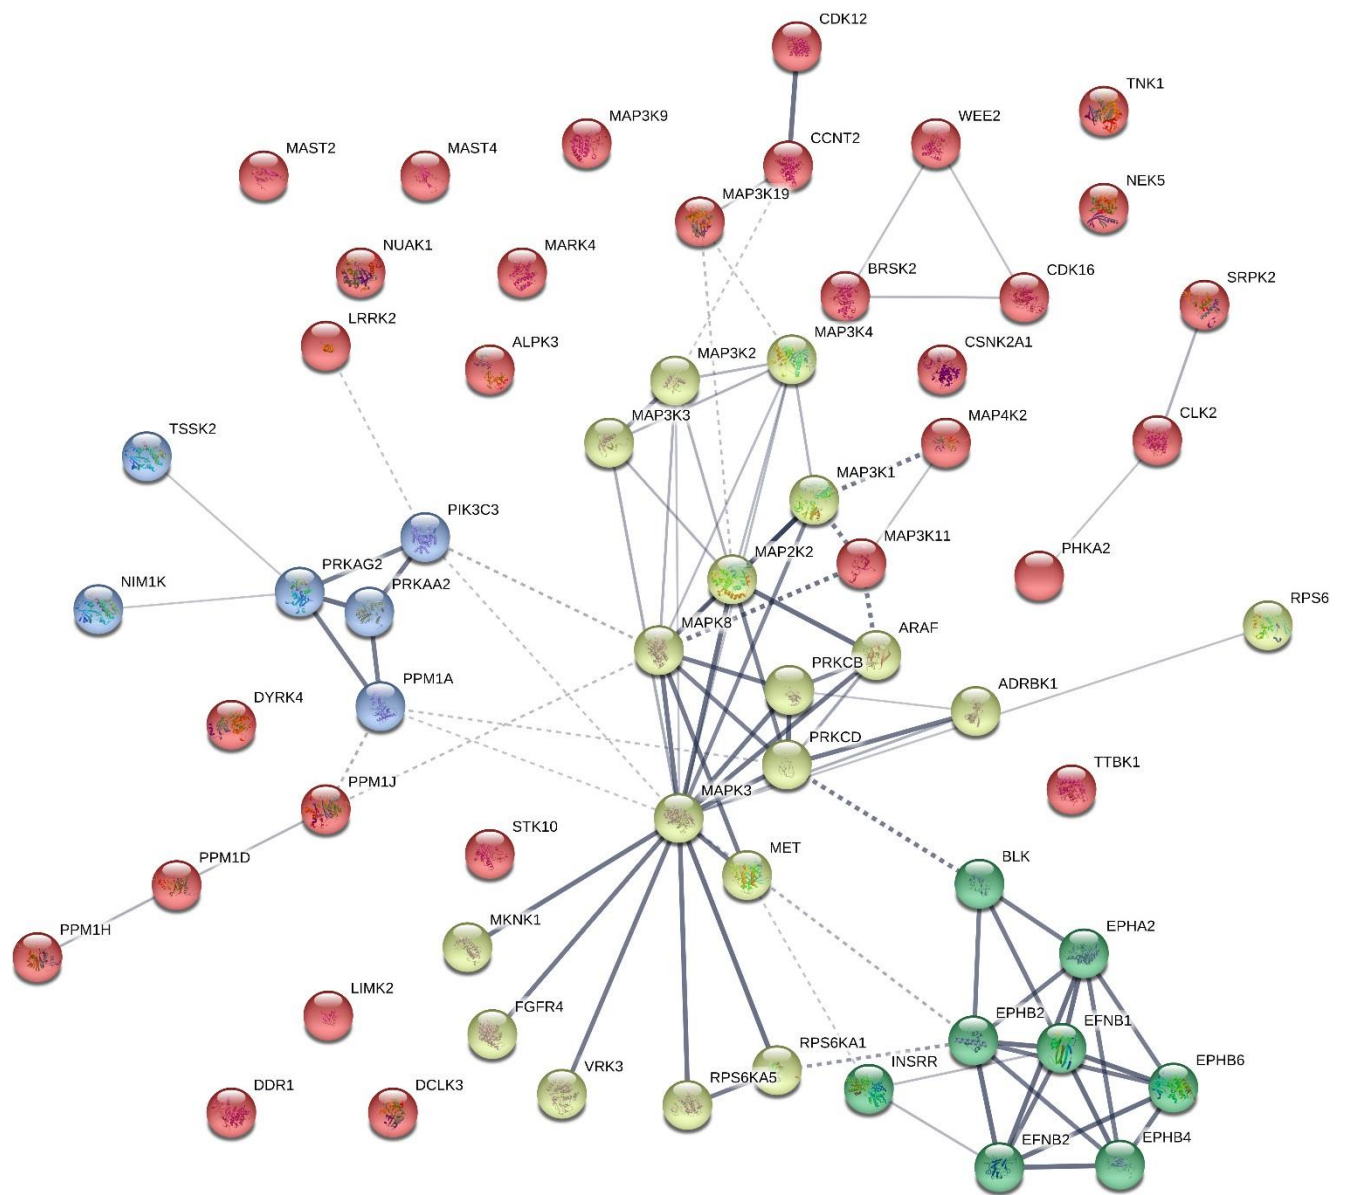 CDK12
TNK1
MAP3K9
WEE2
CCNT2
MAST2
MAST4
NEK5
MAP3K19
NUAK1
MARK4
BRSK2
CDK16
SRPK2
LRRK2
MAP3K4
ALPK3
CSNK2A1
MAP3K2
MAP3K3
MAP4K2
CLK2
TSSK2
MAP3K1
PIK3C3
MAP3K11
MAP2K2
PHKA2
PRKAG2
PRKAA2
NIM1K
RPS6
MAPK8
ARAF
PRKCB
PPM1A
ADRBK1
DYRK4
PRKCD
TTBK1
PPM1J
MAPK3
STK10
MET
BLK
PPM1D
MKNK1
EPHA2
PPM1H
LIMK2
FGFR4
EPHB2
EFNB1
RPS6KA1
INSRR
EPHB6
VRK3
RPS6KA5
DDR1
DCLK3
EFNB2
EPHB4